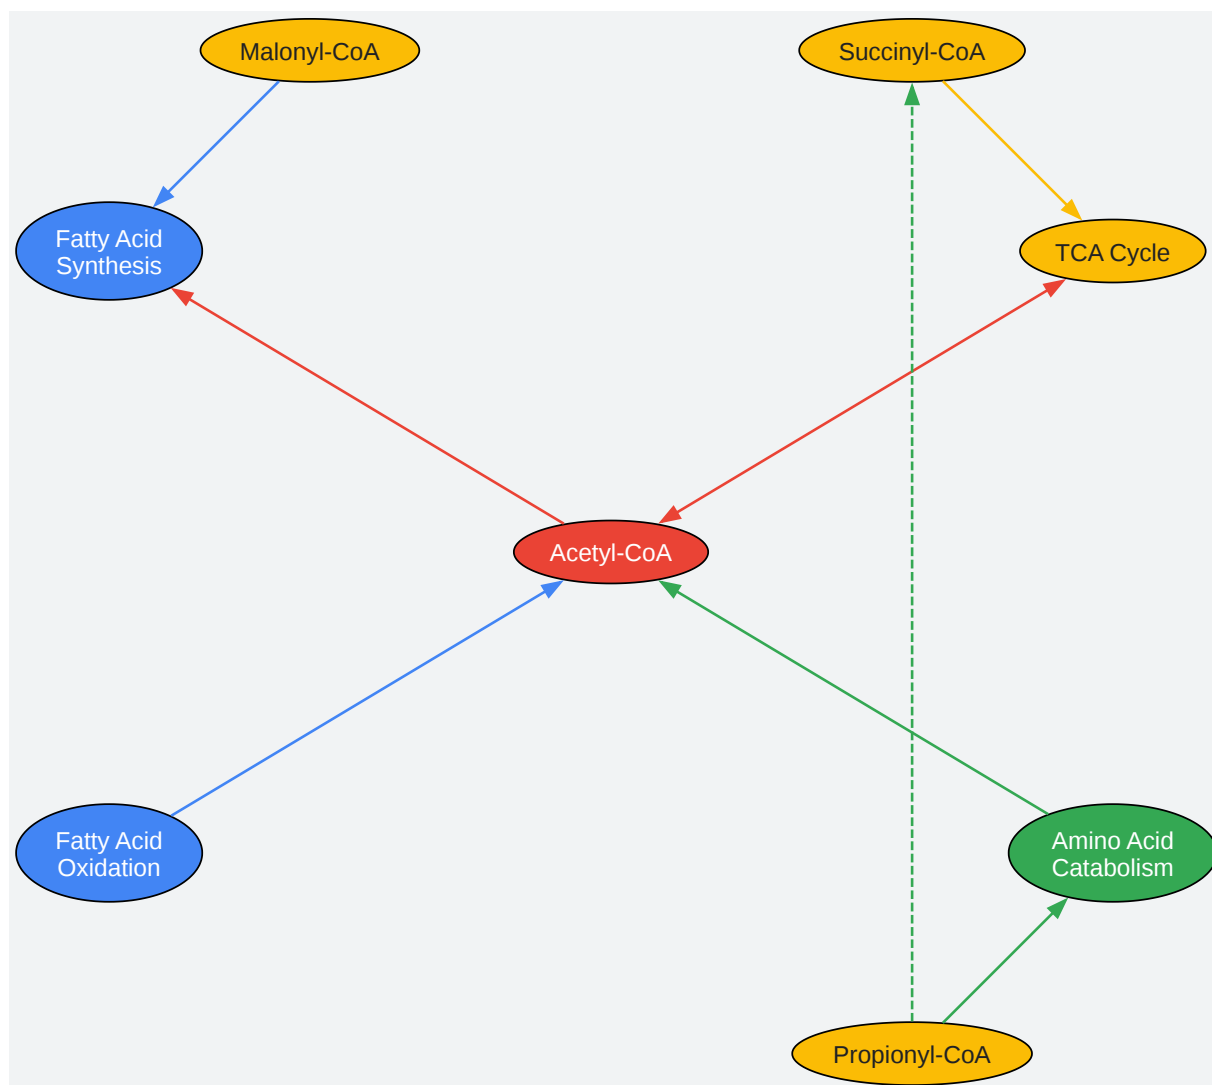 Malonyl-CoA
Succinyl-CoA
Fatty Acid
Synthesis
TCA Cycle
Acetyl-CoA
Fatty Acid
Oxidation
Amino Acid
Catabolism
Propionyl-CoA